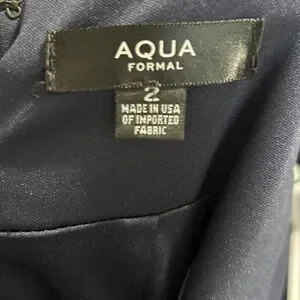 AQUA
FORMAL
2
MADE IN USA
OF IMPORTED
FABRIC